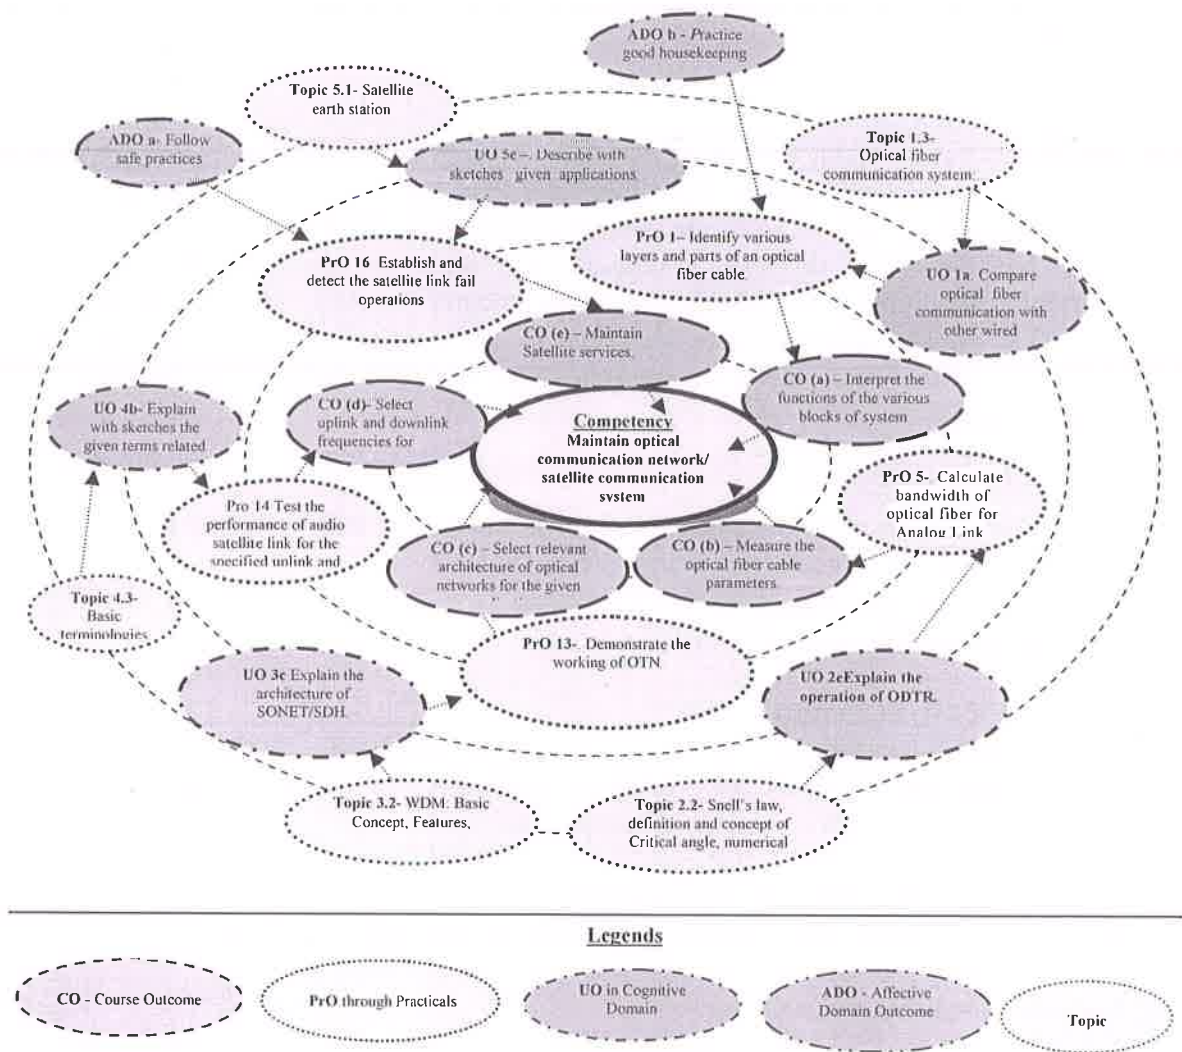 ADO b - Practice
good housekeeping
Topic 5.1- Satellite
earth station
ADO a- Follow
safe practices
UO 5e –. Describe with
sketches given applications
Topic 1.3-
Optical fiber
communication system.
PrO 1– Identify various
layers and parts of an optical
fiber cable.
PrO 16 Establish and
detect the satellite link fail
operations
UO 1a. Compare
optical fiber
communication with
other wired
CO (e) – Maintain
Satellite services.
CO (a) – Interpret the
functions of the various
blocks of system
CO (d)- Select
uplink and downlink
frequencies for
UO 4b- Explain
with sketches the
given terms related
Competency
Maintain optical
communication network/
satellite communication
system
PrO 5- Calculate
bandwidth of
optical fiber for
Analog Link
Pro 14 Test the
performance of audio
satellite link for the
specified uplink and
CO (c) – Select relevant
architecture of optical
networks for the given
CO (b) – Measure the
optical fiber cable
parameters.
Topic 4.3-
Basic
terminologies
PrO 13-. Demonstrate the
working of OTN
UO 3c Explain the
architecture of
SONET/SDH.
UO 2eExplain the
operation of ODTR.
Topic 3.2- WDM: Basic
Concept, Features,
Topic 2.2- Snell's law,
definition and concept of
Critical angle, numerical
Legends
CO - Course Outcome
PrO through Practicals
UO in Cognitive
Domain
ADO - Affective
Domain Outcome
Topic